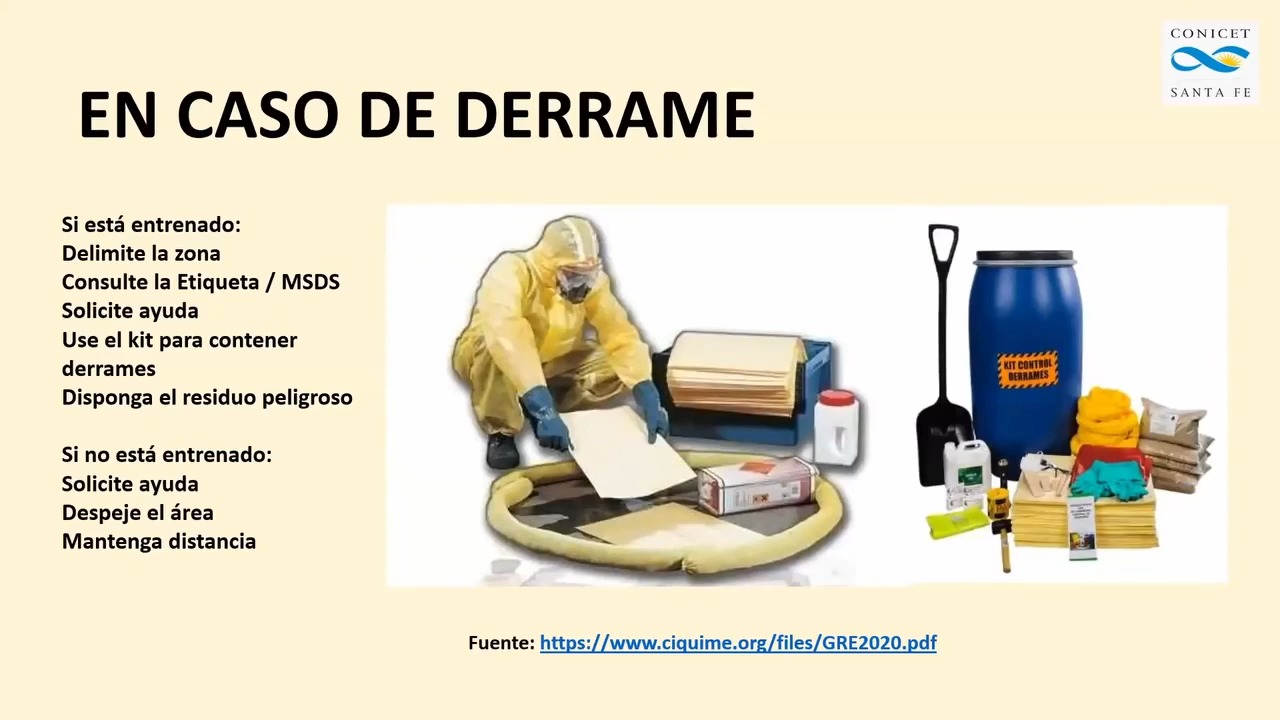 CONICET
SANTA FE
EN CASO DE DERRAME
Si está entrenado:
Delimite la zona
Consulte la Etiqueta / MSDS
Solicite ayuda
Use el kit para contener
derrames
Disponga el residuo peligroso
Si no está entrenado:
Solicite ayuda
Despeje el área
Mantenga distancia
KIT CONTROL
DERRAMES
Fuente: https://www.ciquime.org/files/GRE2020.pdf